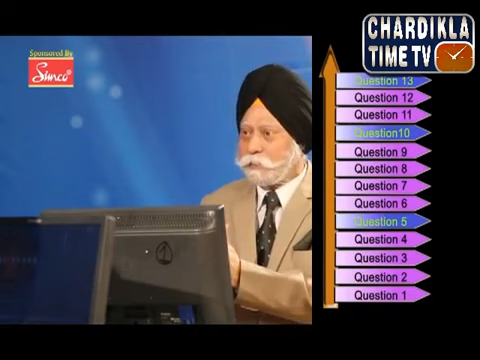 Sponsored By
Simco®
CHARDIKLA
TIME TV
Question 13
Question 12
Question 11
Question10
Question 9
Question 8
Question 7
Question 6
Question 5
Question 4
Question 3
Question 2
Question 1